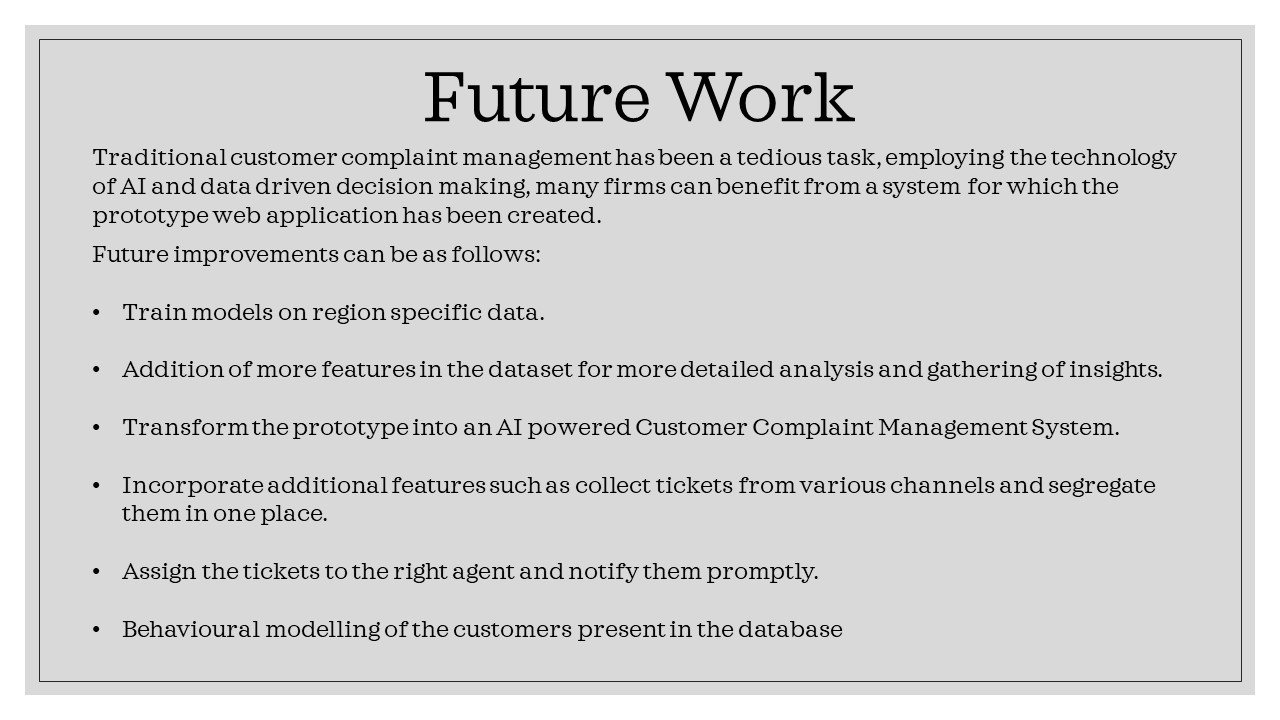 Future Work
Traditional customer complaint management has been a tedious task, employing the technology
of AI and data driven decision making, many firms can benefit from a system for which the
prototype web application has been created.
Future improvements can be as follows:
• Train models on region specific data.
• Addition of more features in the dataset for more detailed analysis and gathering of insights.
• Transform the prototype into an AI powered Customer Complaint Management System.
• Incorporate additional features such as collect tickets from various channels and segregate
them in one place.
• Assign the tickets to the right agent and notify them promptly.
• Behavioural modelling of the customers present in the database